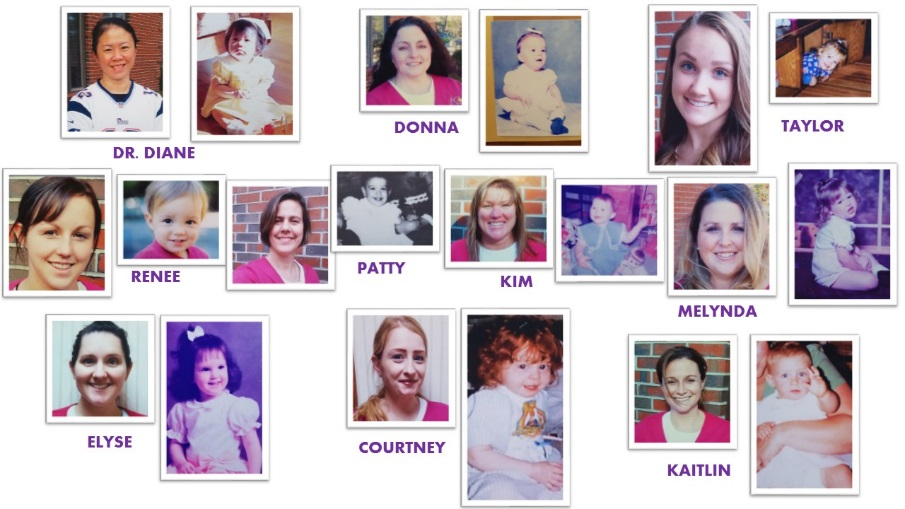 DR. DIANE
DONNA
TAYLOR
RENEE
PATTY
KIM
MELYNDA
ELYSE
COURTNEY
KAITLIN